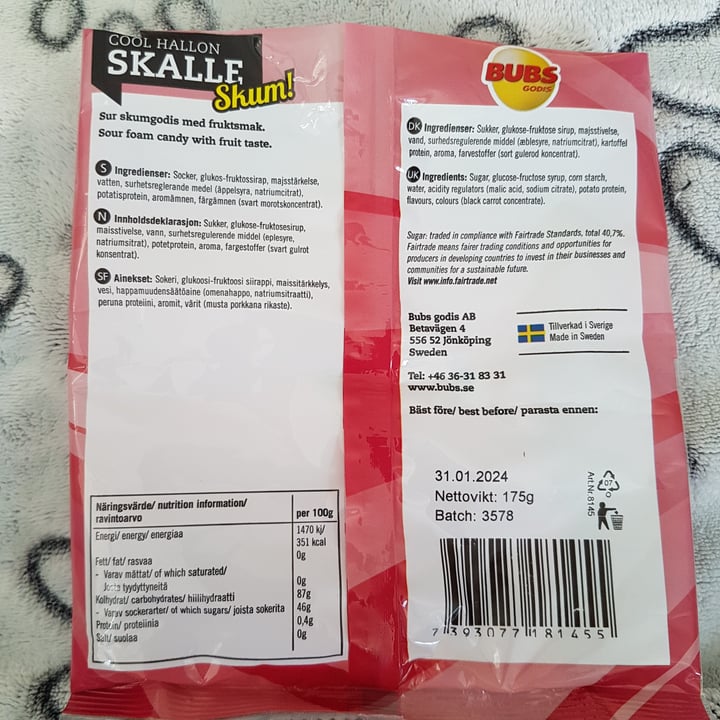 COOL HALLON
SKALLE
Skum!
Sur skumgodis med fruktsmak.
Sour foam candy with fruit taste.
S Ingredienser: Socker, glukos-fruktossirap, majsstärkelse,
vatten, surhetsreglerande medel (äppelsyra, natriumcitrat),
potatisprotein, aromämnen, färgämnen (svart morotskoncentrat).
N Innholdsdeklarasjon: Sukker, glukose-fruktosesirup,
maisstivelse, vann, surhetsregulerende middel (eplesyre,
natriumsitrat), potetprotein, aroma, fargestoffer (svart gulrot
konsentrat).
SF Ainekset: Sokeri, glukoosi-fruktoosi siirappi, maissitärkkelys,
vesi, happamuudensäätöaine (omenahappo, natriumsitraatti),
peruna proteiini, aromit, värit (musta porkkana rikaste).
Näringsvärde/ nutrition information/
ravintoarvo
per 100g
Energi/ energy/ energiaa
1470 kj/
351 kcal
Fett/ fat/ rasvaa
0g
- Varav mättat/ of which saturated/
Josta tyydyttyneitä
0g
Kolhydrat/ carbohydrates/ hiilihydraatti
87g
- Varav sockerarter/ of which sugars/ joista sokerita
46g
Protein/ proteiinia
0,4g
Salt/ suolaa
0g
BUBS
GODIS
DK Ingredienser: Sukker, glukose-fruktose sirup, majsstivelse,
vand, surhedsregulerende middel (æblesyre, natriumcitrat), kartoffel
protein, aroma, farvestoffer (sort gulerod koncentrat).
UK Ingredients: Sugar, glucose-fructose syrup, corn starch,
water, acidity regulators (malic acid, sodium citrate), potato protein,
flavours, colours (black carrot concentrate).
Sugar: traded in compliance with Fairtrade Standards, total 40,7%.
Fairtrade means fairer trading conditions and opportunities for
producers in developing countries to invest in their businesses and
communities for a sustainable future.
Visit www.info.fairtrade.net
Bubs godis AB
Betavägen 4
556 52 Jönköping
Sweden
Tillverkad i Sverige
Made in Sweden
Tel: +46 36-31 83 31
www.bubs.se
Bäst före/ best before/ parasta ennen:
31.01.2024
Nettovikt: 175g
Batch: 3578
Art.Nr:8145
07
O
7 393077 181455